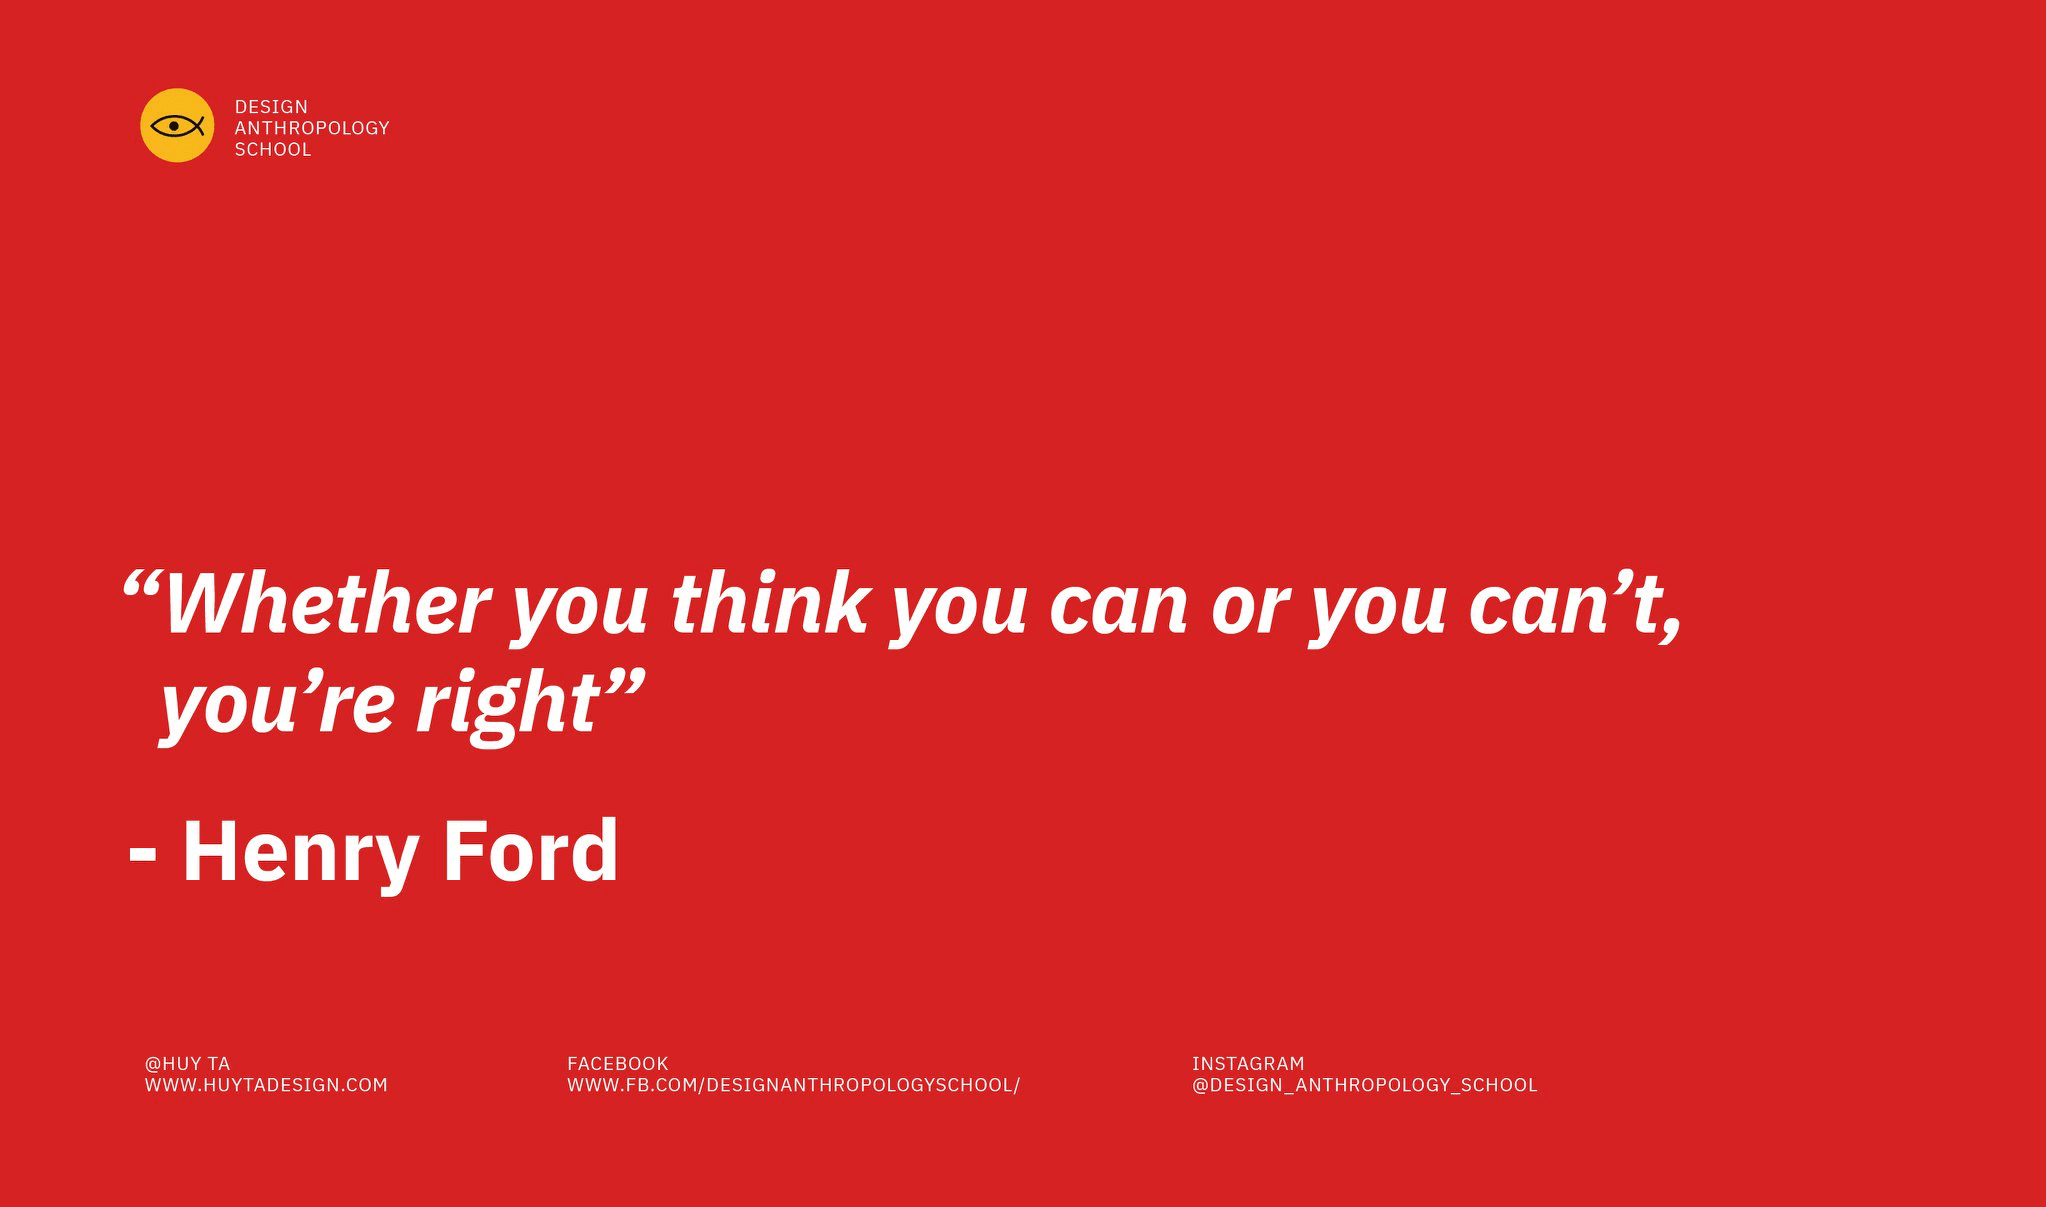 DESIGN
ANTHROPOLOGY
SCHOOL
“Whether you think you can or you can’t,
you’re right”
- Henry Ford
@HUY TA
WWW.HUYTADESIGN.COM
FACEBOOK
WWW.FB.COM/DESIGNANTHROPOLOGYSCHOOL/
INSTAGRAM
@DESIGN_ANTHROPOLOGY_SCHOOL